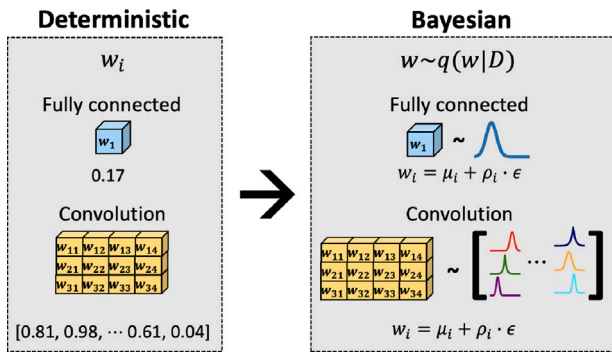 Deterministic
w_i
Fully connected
w_1
0.17
Convolution
w_11 w_12 w_13 w_14
w_21 w_22 w_23 w_24
w_31 w_32 w_33 w_34
[0.81, 0.98, ⋯ 0.61, 0.04]
Bayesian
w~q(w|D)
Fully connected
w_1 ~
w_i = μ_i + ρ_i · ϵ
Convolution
w_11 w_12 w_13 w_14
w_21 w_22 w_23 w_24 ~ [ ⋯ ]
w_31 w_32 w_33 w_34
w_i = μ_i + ρ_i · ϵ